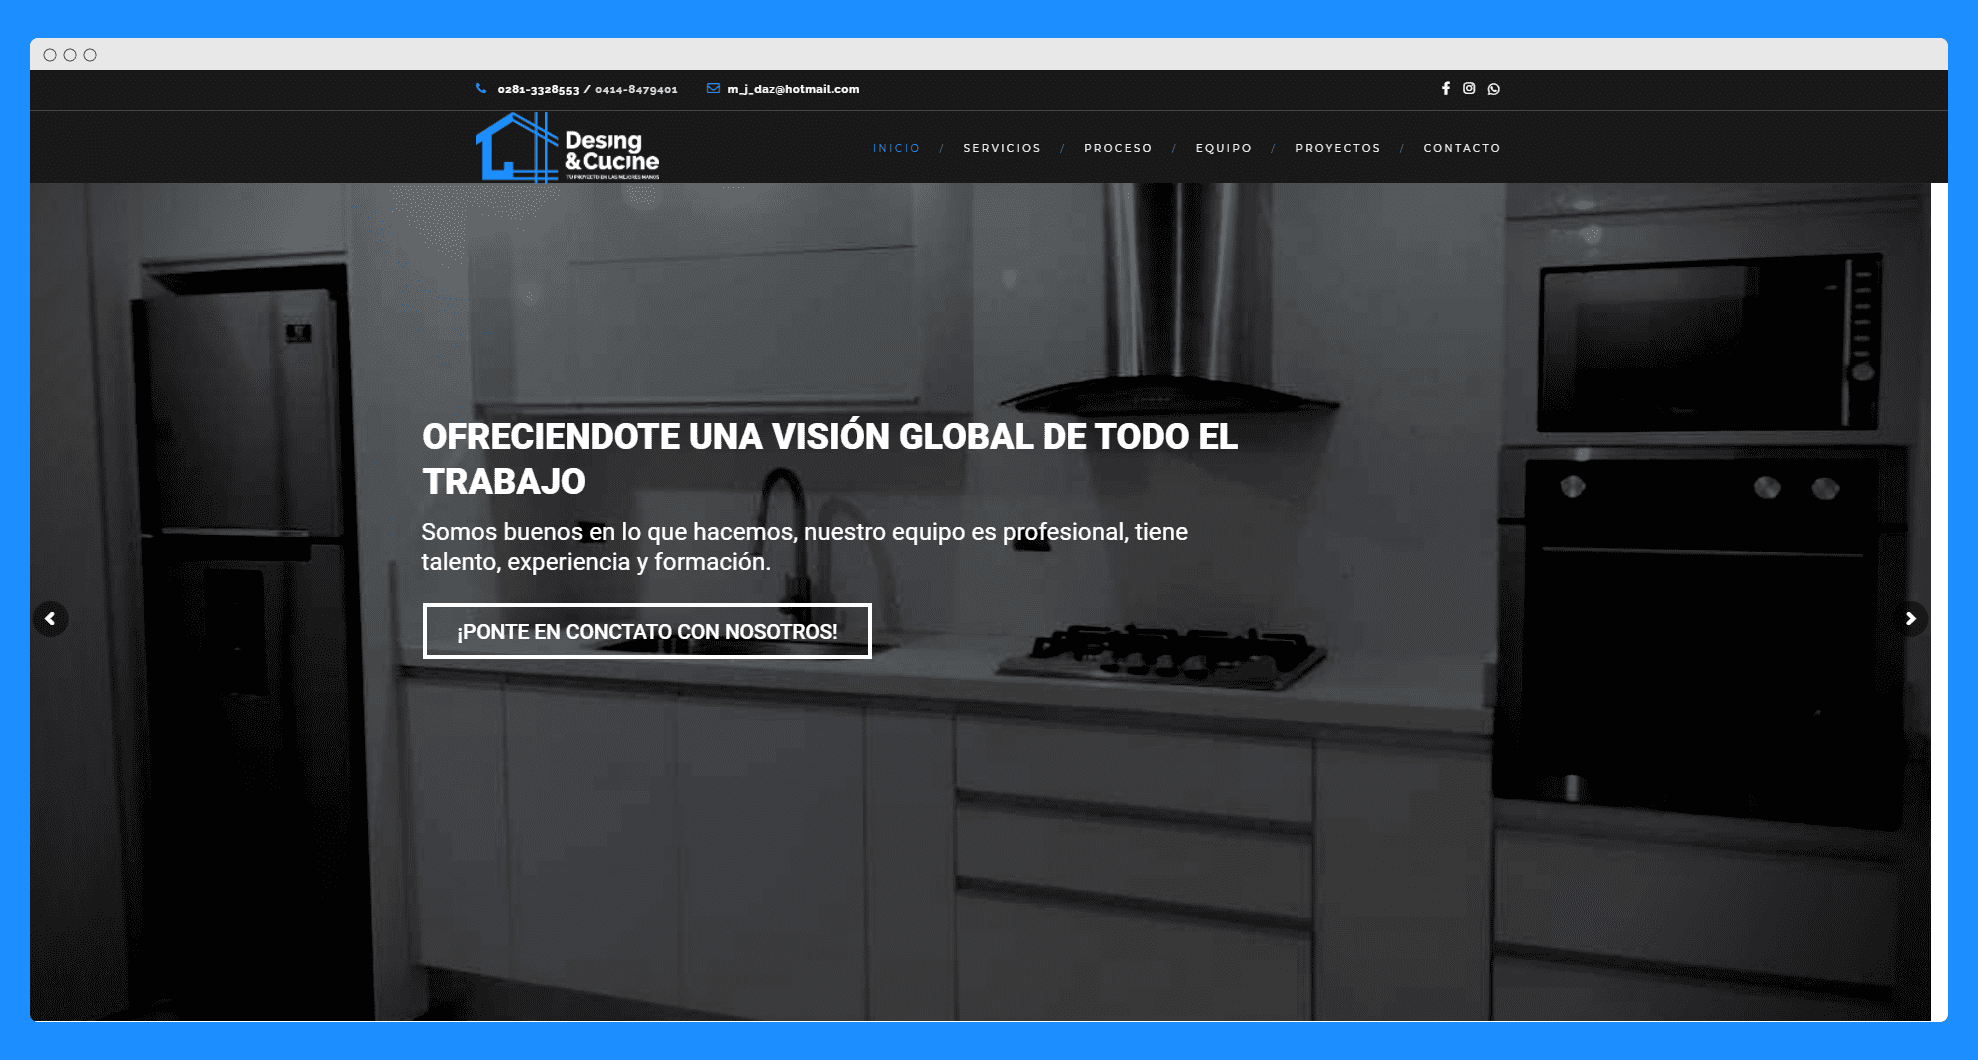 0281-3328553 / 0414-8479401
m_j_daz@hotmail.com
Desing
&Cucine
TU PROYECTO EN LAS MEJORES MANOS
INICIO / SERVICIOS / PROCESO / EQUIPO / PROYECTOS / CONTACTO
OFRECIENDOTE UNA VISIÓN GLOBAL DE TODO EL
TRABAJO
Somos buenos en lo que hacemos, nuestro equipo es profesional, tiene
talento, experiencia y formación.
¡PONTE EN CONCTATO CON NOSOTROS!